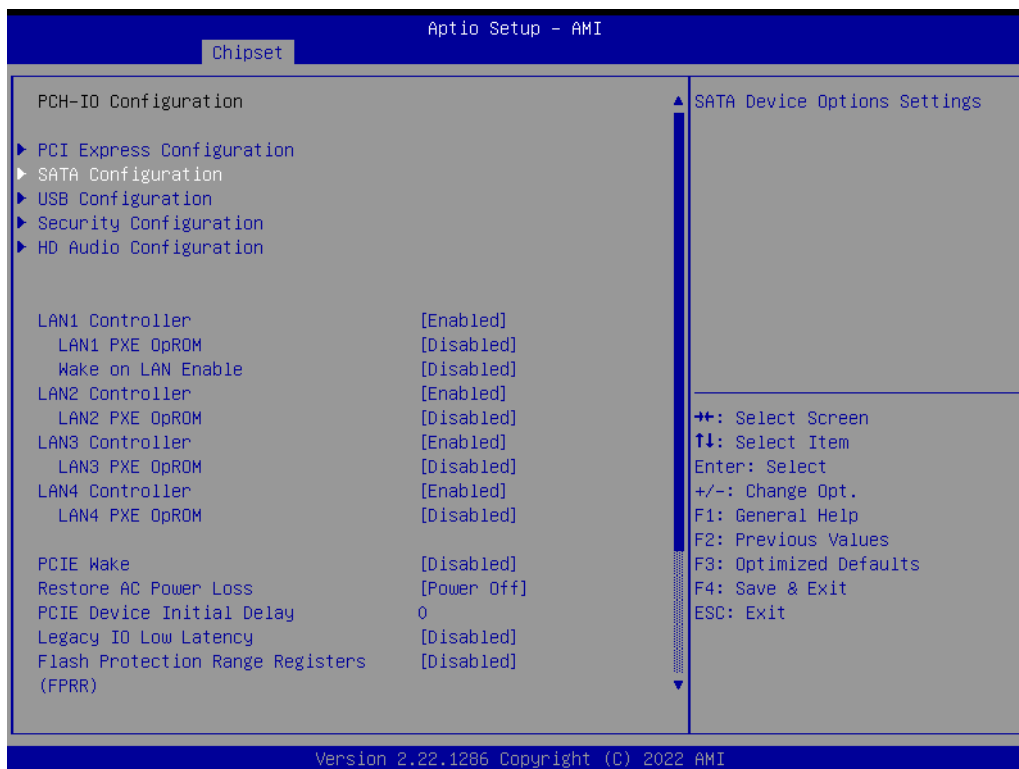 Aptio Setup - AMI
Chipset
PCH-IO Configuration
PCI Express Configuration
SATA Configuration
USB Configuration
Security Configuration
HD Audio Configuration
LAN1 Controller [Enabled]
LAN1 PXE OpROM [Disabled]
Wake on LAN Enable [Disabled]
LAN2 Controller [Enabled]
LAN2 PXE OpROM [Disabled]
LAN3 Controller [Enabled]
LAN3 PXE OpROM [Disabled]
LAN4 Controller [Enabled]
LAN4 PXE OpROM [Disabled]
PCIE Wake [Disabled]
Restore AC Power Loss [Power Off]
PCIE Device Initial Delay 0
Legacy IO Low Latency [Disabled]
Flash Protection Range Registers [Disabled]
(FPRR)
SATA Device Options Settings
→←: Select Screen
↑↓: Select Item
Enter: Select
+/-: Change Opt.
F1: General Help
F2: Previous Values
F3: Optimized Defaults
F4: Save & Exit
ESC: Exit
Version 2.22.1286 Copyright (C) 2022 AMI